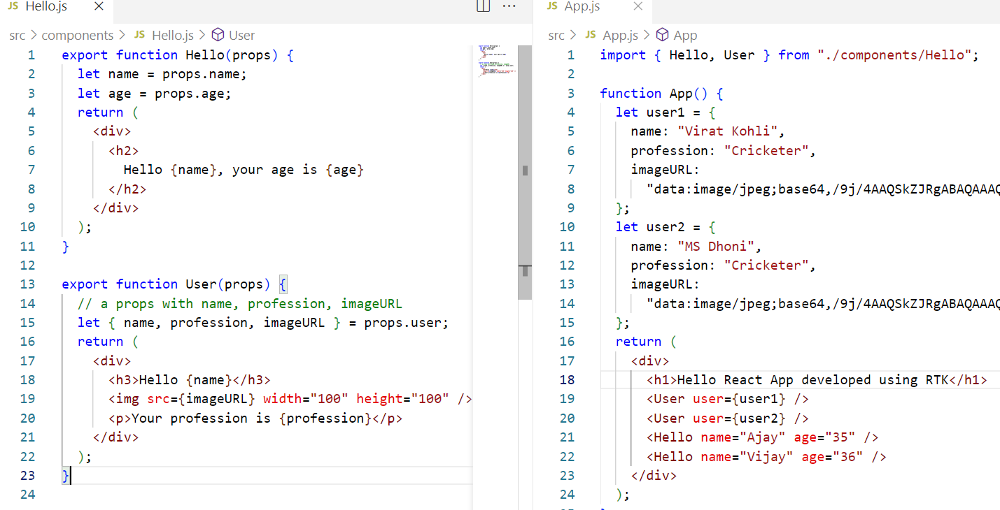 JS Hello.js
src > components > JS Hello.js > User
1 export function Hello(props) {
2 let name = props.name;
3 let age = props.age;
4 return (
5 <div>
6 <h2>
7 Hello {name}, your age is {age}
8 </h2>
9 </div>
10 );
11 }
12
13 export function User(props) {
14 // a props with name, profession, imageURL
15 let { name, profession, imageURL } = props.user;
16 return (
17 <div>
18 <h3>Hello {name}</h3>
19 <img src={imageURL} width="100" height="100" />
20 <p>Your profession is {profession}</p>
21 </div>
22 );
23 }
24
JS App.js
src > JS App.js > App
1 import { Hello, User } from "./components/Hello";
2
3 function App() {
4 let user1 = {
5 name: "Virat Kohli",
6 profession: "Cricketer",
7 imageURL:
8 "data:image/jpeg;base64,/9j/4AAQSkZJRgABAQAAAQ
9 };
10 let user2 = {
11 name: "MS Dhoni",
12 profession: "Cricketer",
13 imageURL:
14 "data:image/jpeg;base64,/9j/4AAQSkZJRgABAQAAAQ
15 };
16 return (
17 <div>
18 <h1>Hello React App developed using RTK</h1>
19 <User user={user1} />
20 <User user={user2} />
21 <Hello name="Ajay" age="35" />
22 <Hello name="Vijay" age="36" />
23 </div>
24 );